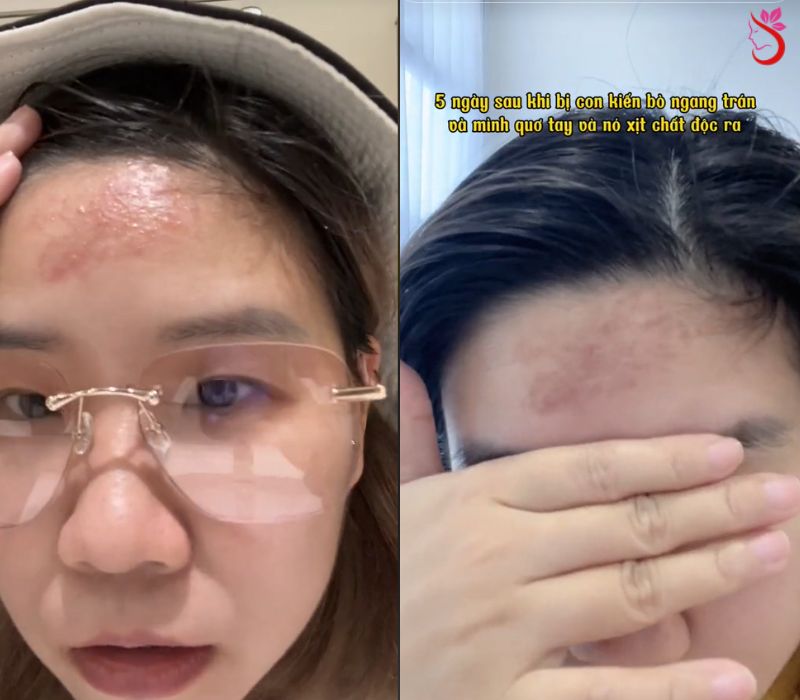 5 ngày sau khi bị con kiến bò ngang trán
và mình quơ tay và nó xịt chất độc ra